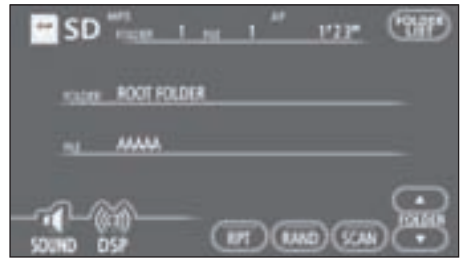 SD MP3 FOLDER 1 FILE 1 1'23"
FOLDER LIST
FOLDER ROOT FOLDER
FILE AAAAA
SOUND DSP RPT RAND SCAN FOLDER